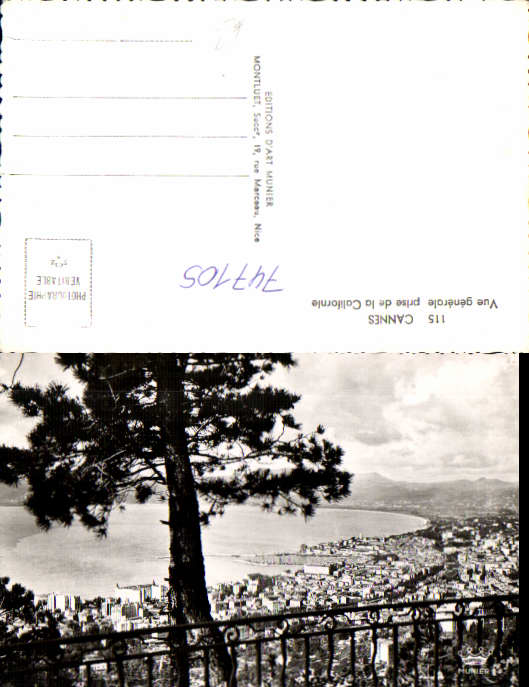 115 CANNES
Vue générale prise de la Californie
EDITIONS D'ART MUNIER
MONTLUET, Succr, 19, rue Marceau, Nice
PHOTOGRAPHIE
VÉRITABLE
747105
MUNIER